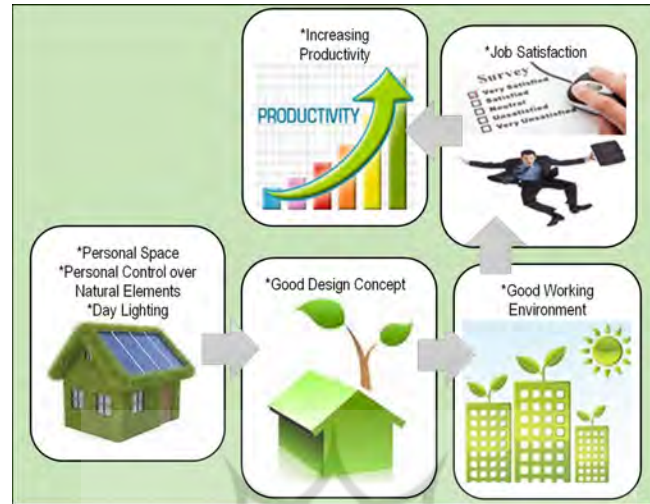 *Increasing
Productivity
PRODUCTIVITY
*Job Satisfaction
Survey
Very Satisfied
Satisfied
Neutral
Unsatisfied
Very Unsatisfied
*Personal Space
*Personal Control over
Natural Elements
*Day Lighting
*Good Design Concept
*Good Working
Environment